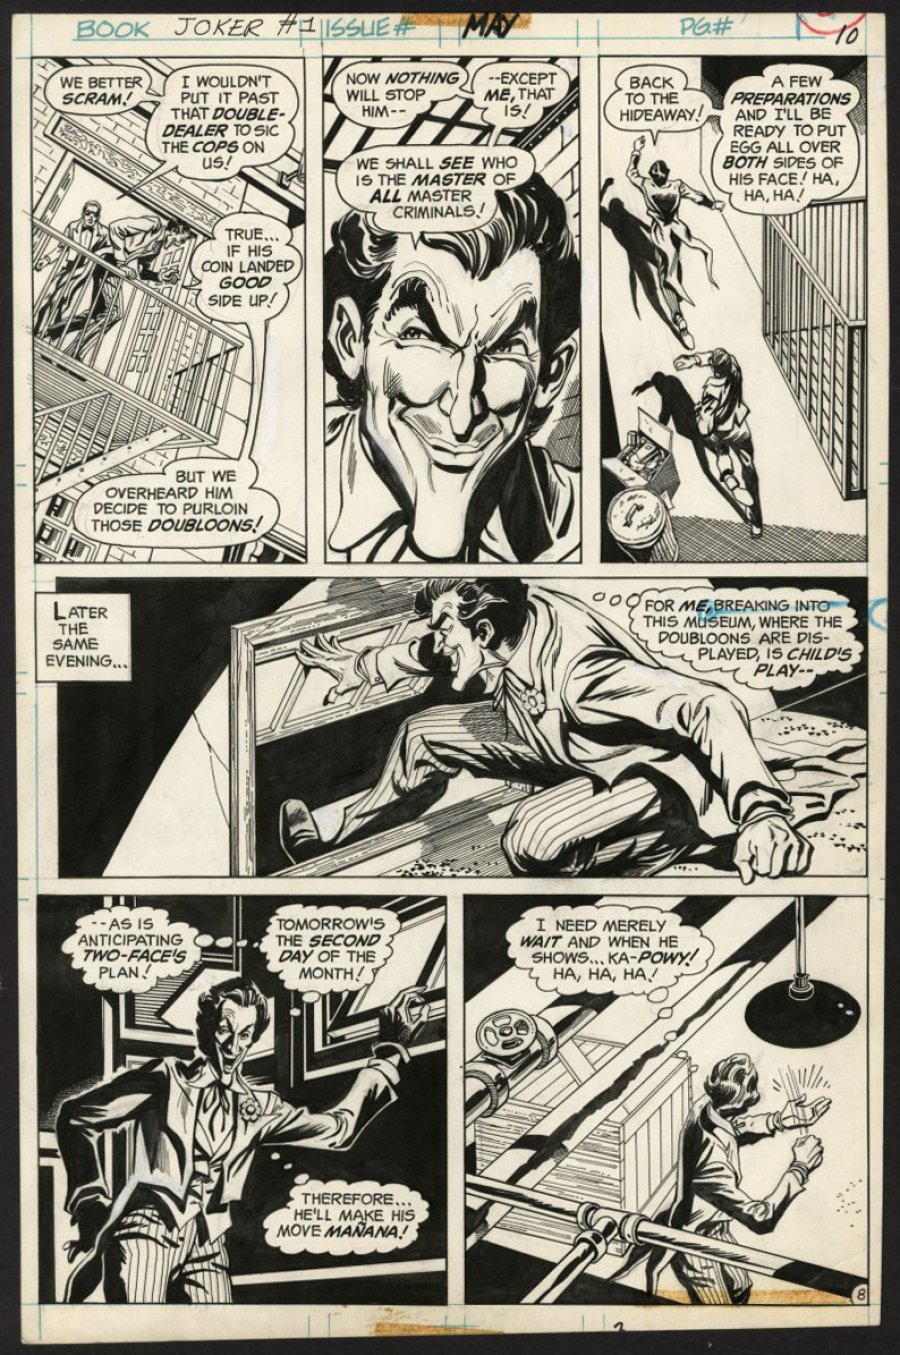 BOOK JOKER #1 ISSUE # MAY PG.# 10
WE BETTER
SCRAM!
I WOULDN'T
PUT IT PAST
THAT DOUBLE-
DEALER TO SIC
THE COPS ON
US!
TRUE...
IF HIS
COIN LANDED
GOOD
SIDE UP!
BUT WE
OVERHEARD HIM
DECIDE TO PURLOIN
THOSE DOUBLOONS!
NOW NOTHING
WILL STOP
HIM--
--EXCEPT
ME, THAT
IS!
WE SHALL SEE WHO
IS THE MASTER OF
ALL MASTER
CRIMINALS!
BACK
TO THE
HIDEAWAY!
A FEW
PREPARATIONS
AND I'LL BE
READY TO PUT
EGG ALL OVER
BOTH SIDES OF
HIS FACE! HA,
HA, HA!
LATER
THE
SAME
EVENING...
FOR ME, BREAKING INTO
THIS MUSEUM, WHERE THE
DOUBLOONS ARE DIS-
PLAYED, IS CHILD'S
PLAY--
--AS IS
ANTICIPATING
TWO-FACE'S
PLAN!
TOMORROW'S
THE SECOND
DAY OF THE
MONTH!
THEREFORE...
HE'LL MAKE HIS
MOVE MAÑANA!
I NEED MERELY
WAIT AND WHEN HE
SHOWS... KA-POWY!
HA, HA, HA!
8